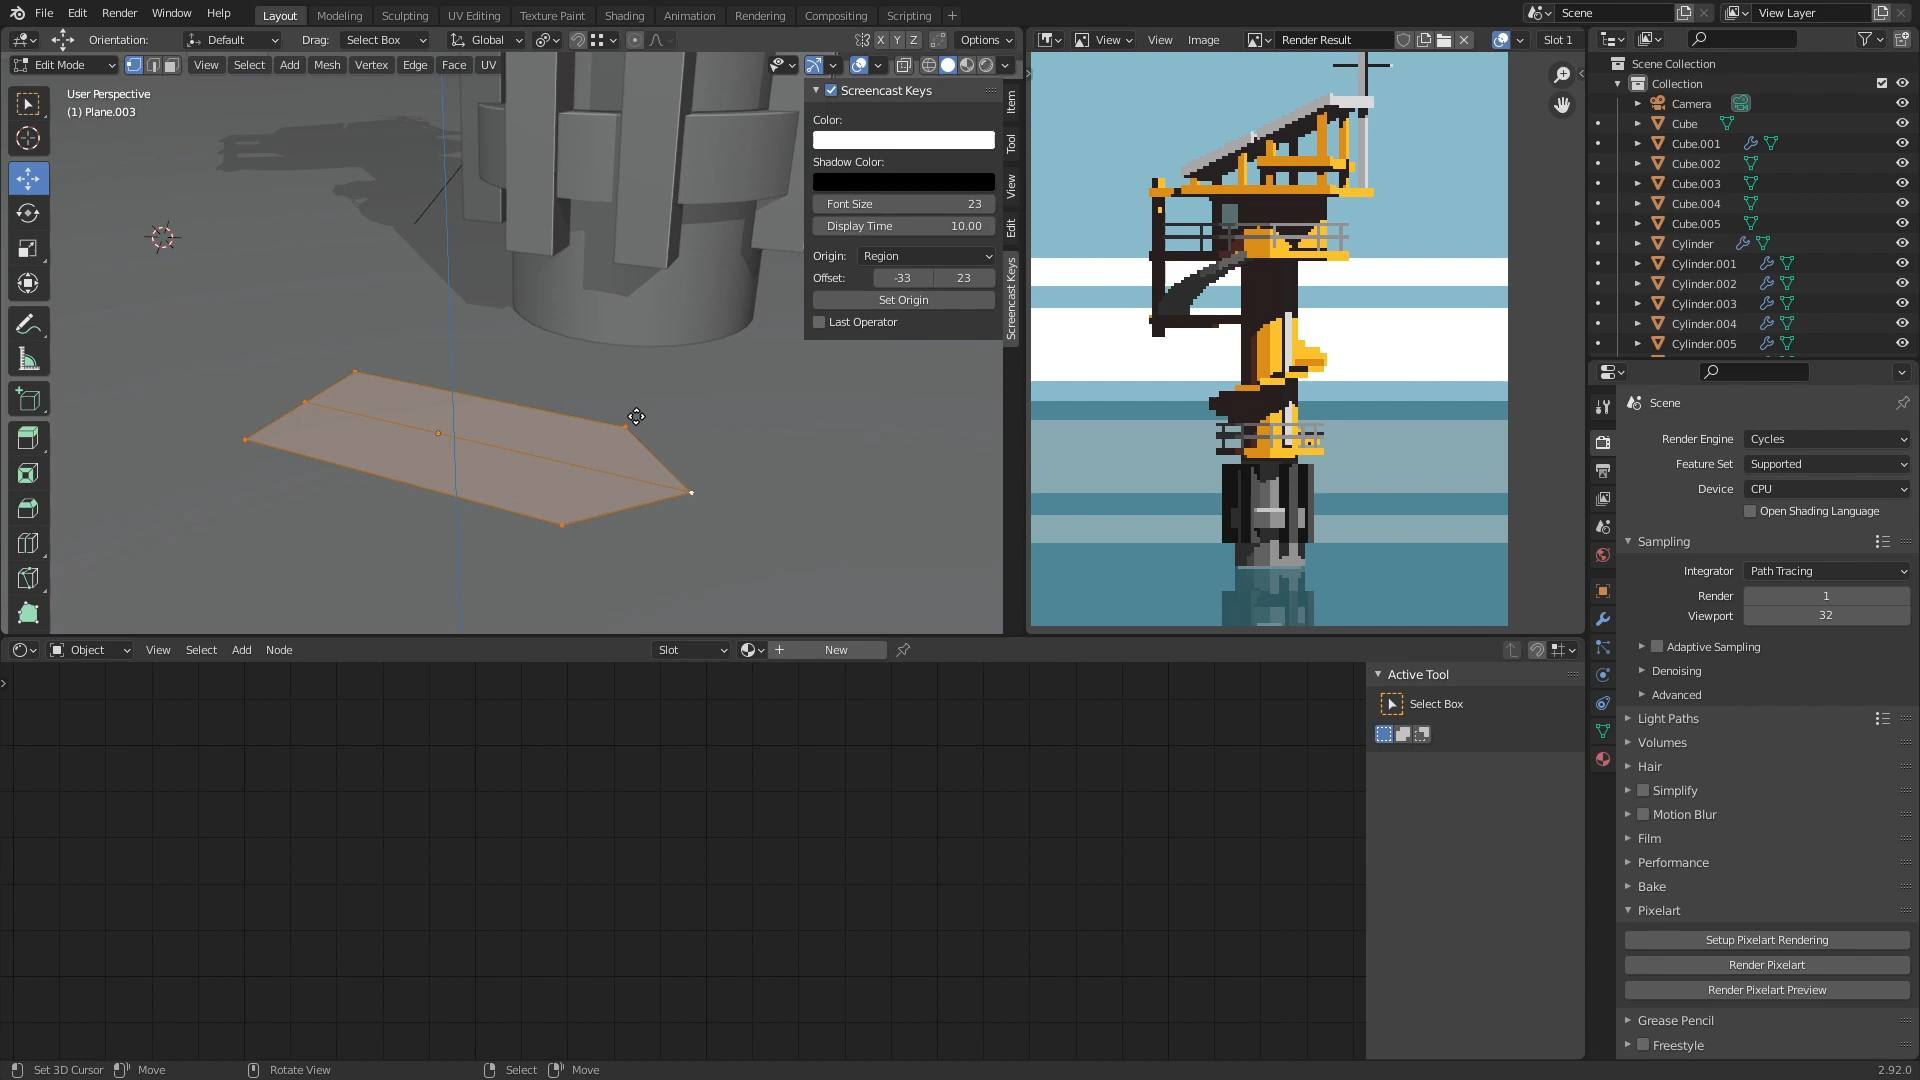 File Edit Render Window Help Layout Modeling Sculpting UV Editing Texture Paint Shading Animation Rendering Compositing Scripting + Scene View Layer
Orientation: Default Drag: Select Box Global X Y Z Options View View Image Render Result Slot 1
Edit Mode View Select Add Mesh Vertex Edge Face UV
User Perspective
(1) Plane.003
Screencast Keys
Color:
Shadow Color:
Font Size 23
Display Time 10.00
Origin: Region
Offset: -33 23
Set Origin
Last Operator
Item
Tool
View
Edit
Screencast Keys
Scene Collection
Collection
Camera
Cube
Cube.001
Cube.002
Cube.003
Cube.004
Cube.005
Cylinder
Cylinder.001
Cylinder.002
Cylinder.003
Cylinder.004
Cylinder.005
Scene
Render Engine Cycles
Feature Set Supported
Device CPU
Open Shading Language
Sampling
Integrator Path Tracing
Render 1
Viewport 32
Adaptive Sampling
Denoising
Advanced
Light Paths
Volumes
Hair
Simplify
Motion Blur
Film
Performance
Bake
Pixelart
Setup Pixelart Rendering
Render Pixelart
Render Pixelart Preview
Grease Pencil
Freestyle
Object View Select Add Node Slot New
Active Tool
Select Box
Set 3D Cursor Move Rotate View Select Move 2.92.0